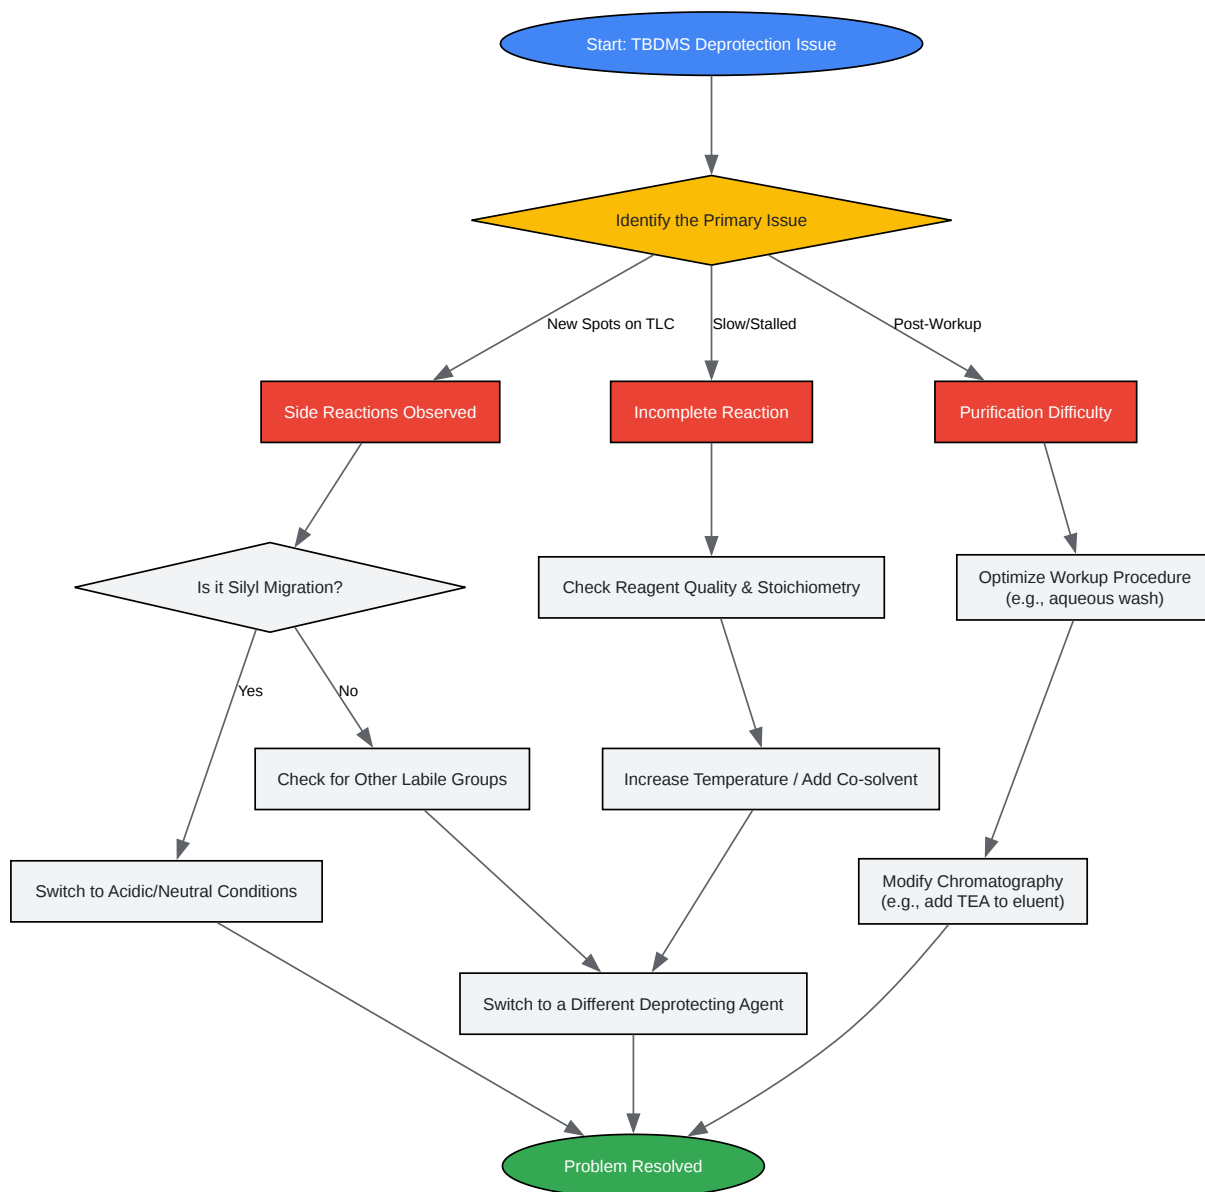 Start: TBDMS Deprotection Issue
Identify the Primary Issue
New Spots on TLC
Slow/Stalled
Post-Workup
Side Reactions Observed
Incomplete Reaction
Purification Difficulty
Is it Silyl Migration?
Check Reagent Quality & Stoichiometry
Optimize Workup Procedure
(e.g., aqueous wash)
Yes
No
Check for Other Labile Groups
Increase Temperature / Add Co-solvent
Switch to Acidic/Neutral Conditions
Modify Chromatography
(e.g., add TEA to eluent)
Switch to a Different Deprotecting Agent
Problem Resolved